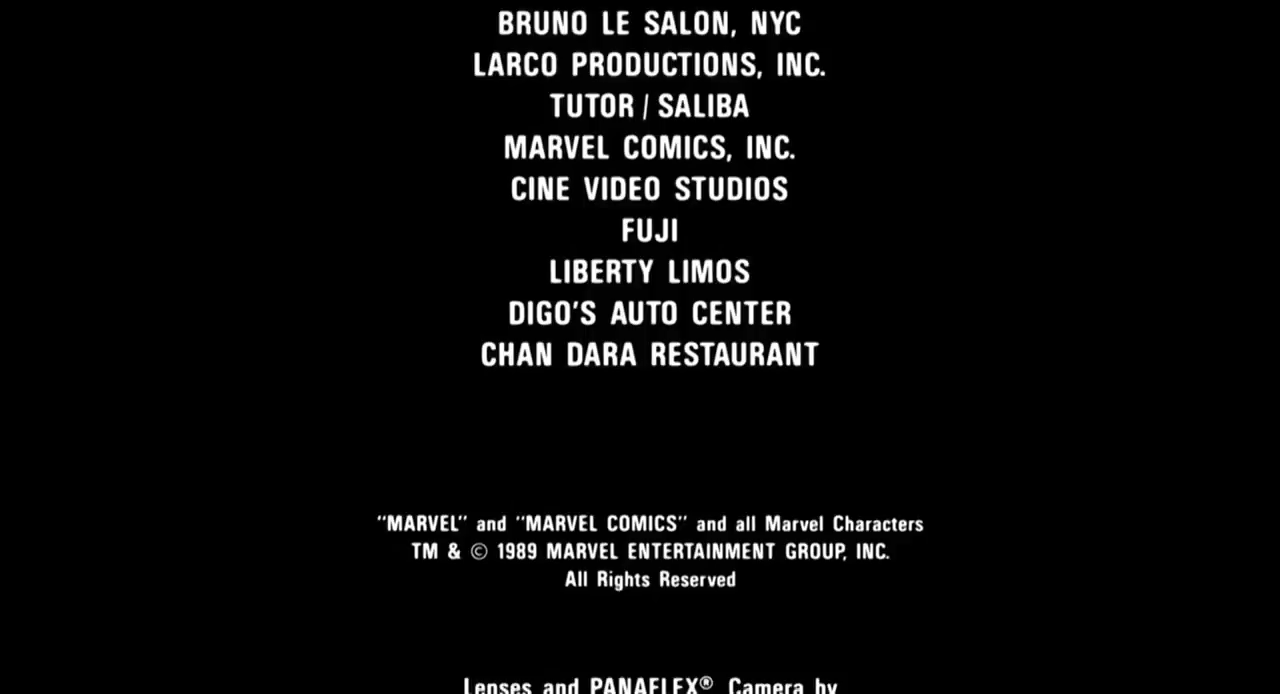 BRUNO LE SALON, NYC
LARCO PRODUCTIONS, INC.
TUTOR / SALIBA
MARVEL COMICS, INC.
CINE VIDEO STUDIOS
FUJI
LIBERTY LIMOS
DIGO'S AUTO CENTER
CHAN DARA RESTAURANT
"MARVEL" and "MARVEL COMICS" and all Marvel Characters
TM & © 1989 MARVEL ENTERTAINMENT GROUP, INC.
All Rights Reserved
Lenses and PANAFLEX® Camera by